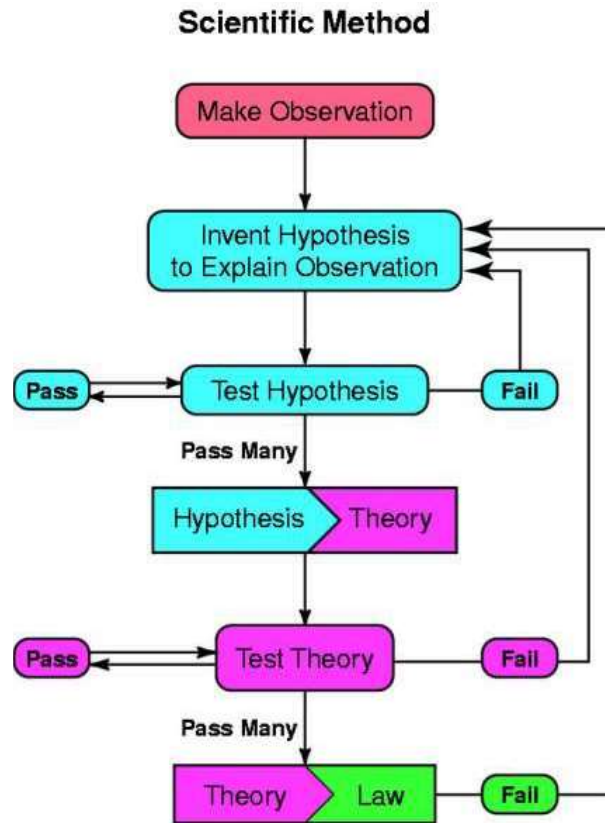 Scientific Method
Make Observation
Invent Hypothesis
to Explain Observation
Pass
Test Hypothesis
Fail
Pass Many
Hypothesis
Theory
Pass
Test Theory
Fail
Pass Many
Theory
Law
Fail